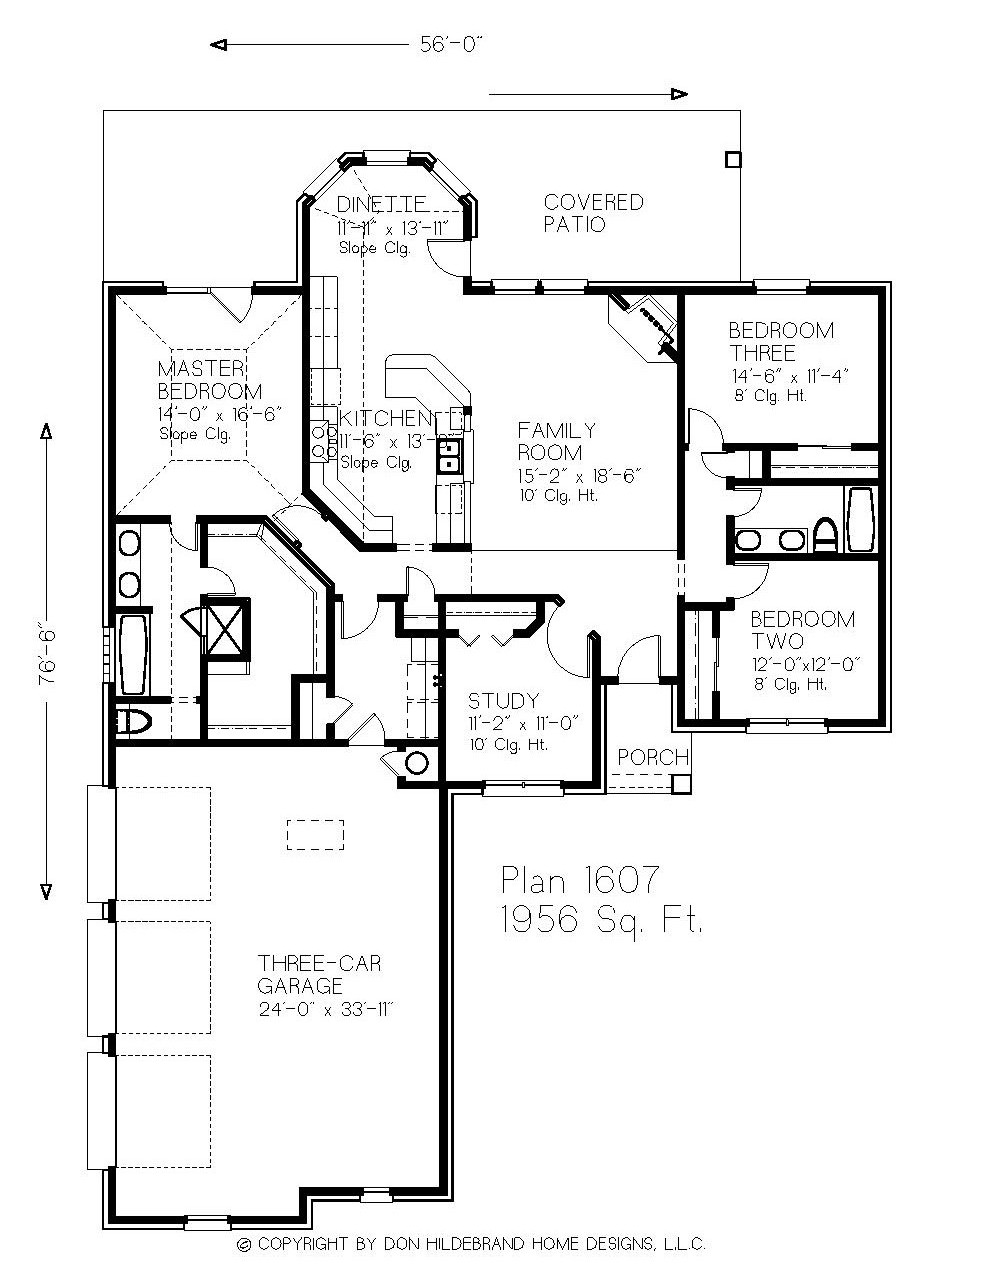 56'-0"
COVERED
PATIO
DINETTE
11'-11" x 13'-11"
Slope Clg.
BEDROOM
THREE
14'-6" x 11'-4"
8' Clg. Ht.
MASTER
BEDROOM
14'-0" x 16'-6"
Slope Clg.
KITCHEN
11'-6" x 13'-
Slope Clg.
FAMILY
ROOM
15'-2" x 18'-6"
10' Clg. Ht.
76'-6"
BEDROOM
TWO
12'-0"x12'-0"
8' Clg. Ht.
STUDY
11'-2" x 11'-0"
10' Clg. Ht.
PORCH
Plan 1607
1956 Sq. Ft.
THREE-CAR
GARAGE
24'-0" x 33'-11"
© COPYRIGHT BY DON HILDEBRAND HOME DESIGNS, L.L.C.